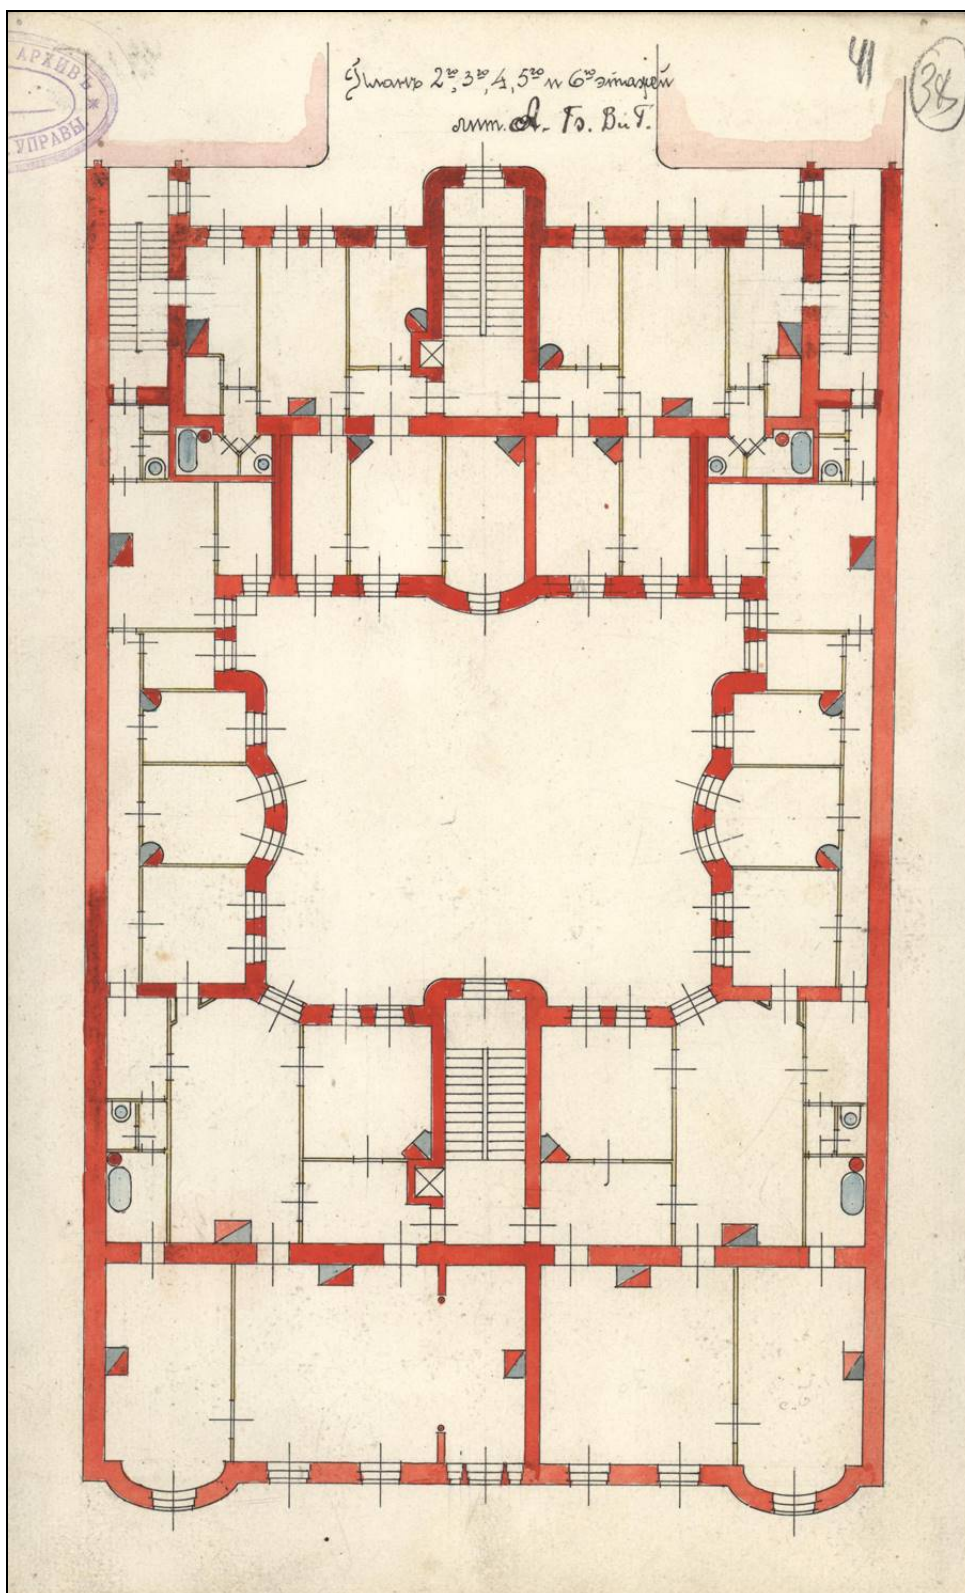 АРХИВЪ *
УПРАВЫ
41
38
Планъ 2го, 3го, 4, 5го и 6го этажей
лит. А. Б. В и Г.